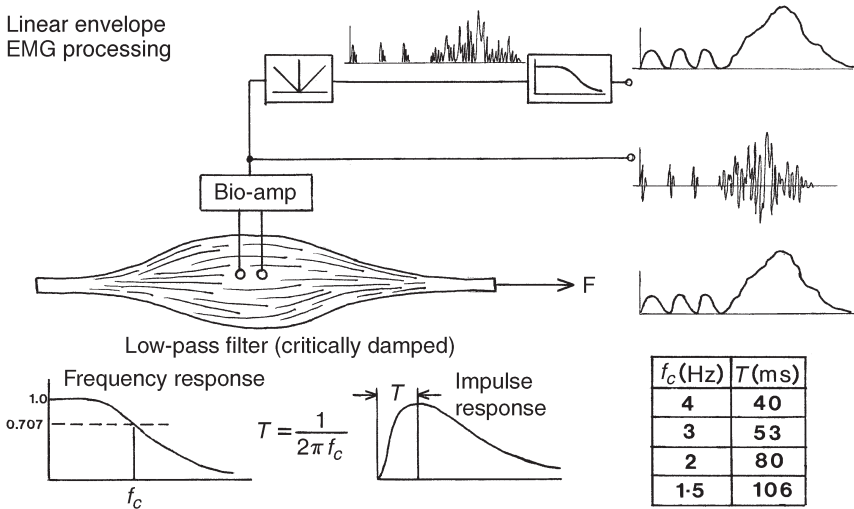 Linear envelope
EMG processing
Bio-amp
F
Low-pass filter (critically damped)
Frequency response
1.0
0.707
f_c
T = 1 / 2π f_c
T
Impulse
response
f_c (Hz) T (ms)
4 40
3 53
2 80
1·5 106